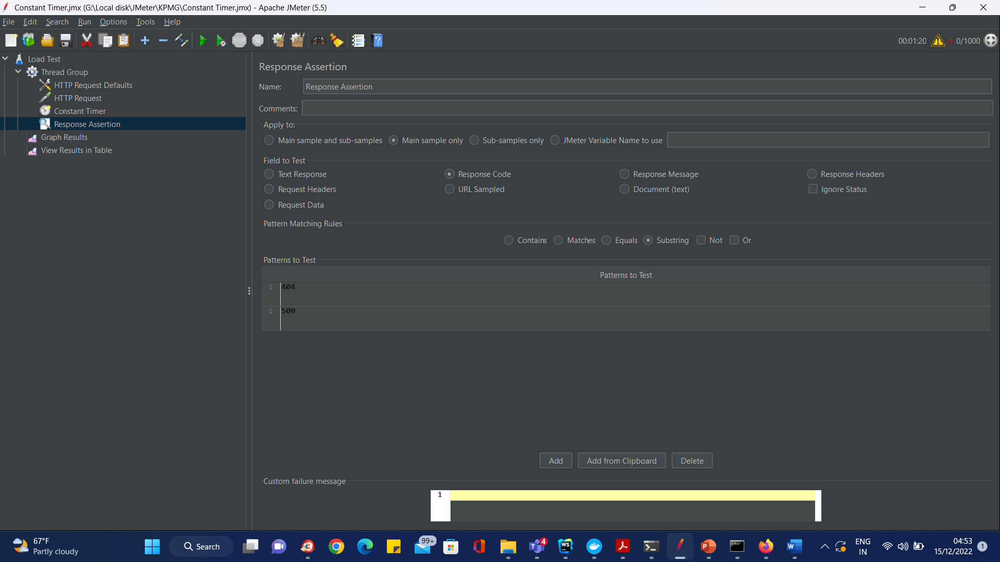 Constant Timer.jmx (G:\Local disk\JMeter\KPMG\Constant Timer.jmx) - Apache JMeter (5.5)
File Edit Search Run Options Tools Help
STOP
00:01:20 3 0/1000
Load Test
Thread Group
HTTP Request Defaults
HTTP Request
Constant Timer
Response Assertion
Graph Results
View Results in Table
Response Assertion
Name: Response Assertion
Comments:
Apply to:
Main sample and sub-samples Main sample only Sub-samples only JMeter Variable Name to use
Field to Test
Text Response Response Code Response Message Response Headers
Request Headers URL Sampled Document (text) Ignore Status
Request Data
Pattern Matching Rules
Contains Matches Equals Substring Not Or
Patterns to Test
Patterns to Test
1 404
1 500
Add Add from Clipboard Delete
Custom failure message
1
67°F
Partly cloudy
Search
99+
4
WS
P
W
ENG
IN
04:53
15/12/2022
1